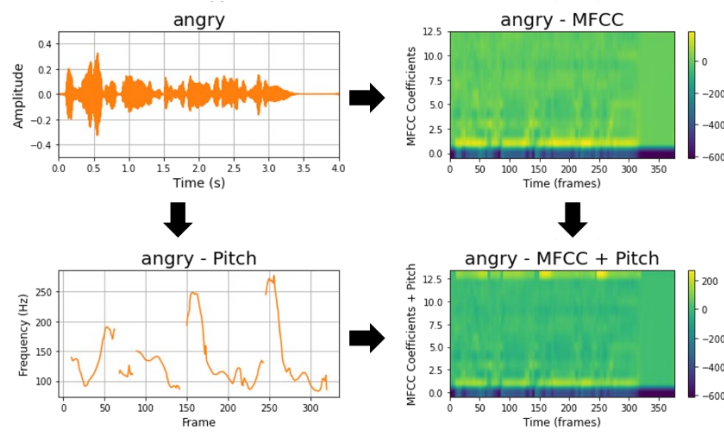 angry
0.4
0.2
0.0
−0.2
−0.4
Amplitude
0.0 0.5 1.0 1.5 2.0 2.5 3.0 3.5 4.0
Time (s)
angry - MFCC
12.5
10.0
7.5
5.0
2.5
0.0
MFCC Coefficients
0 50 100 150 200 250 300 350
Time (frames)
0
−200
−400
−600
angry - Pitch
250
200
150
100
Frequency (Hz)
0 50 100 150 200 250 300
Frame
angry - MFCC + Pitch
12.5
10.0
7.5
5.0
2.5
0.0
MFCC Coefficients + Pitch
0 50 100 150 200 250 300 350
Time (frames)
200
0
−200
−400
−600